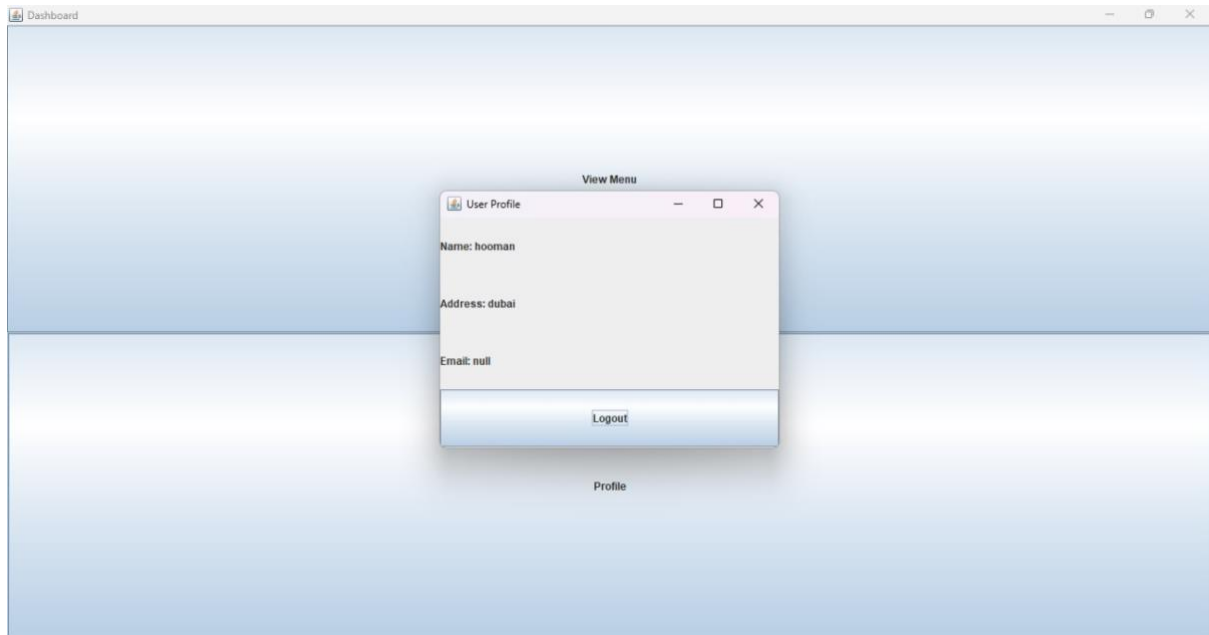 Dashboard
View Menu
User Profile
Name: hooman
Address: dubai
Email: null
Logout
Profile